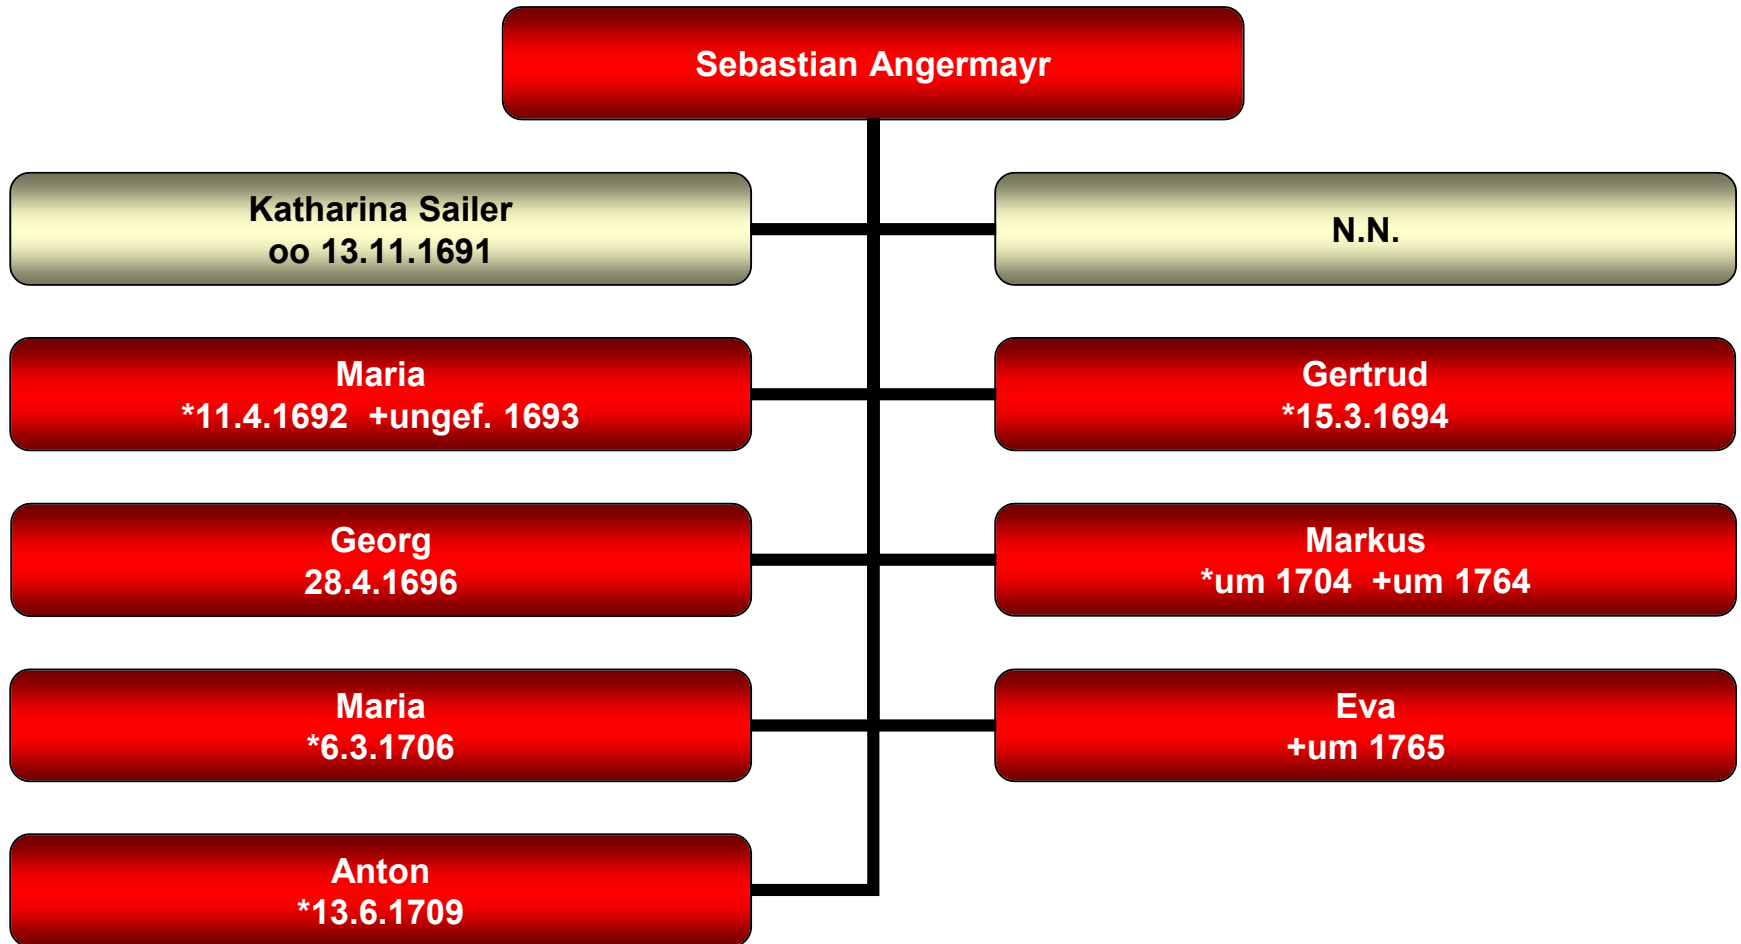 Sebastian Angermayr
Katharina Sailer
oo 13.11.1691
N.N.
Maria
*11.4.1692  +ungef. 1693
Gertrud
*15.3.1694
Georg
28.4.1696
Markus
*um 1704  +um 1764
Maria
*6.3.1706
Eva
+um 1765
Anton
*13.6.1709